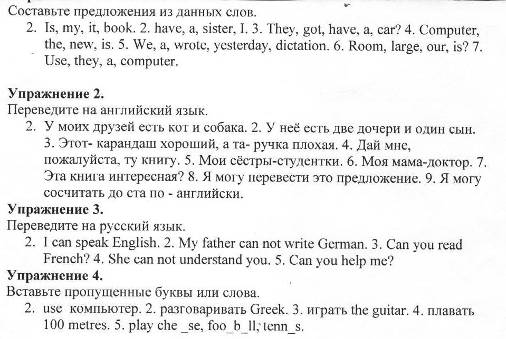 Составьте предложения из данных слов.
2. Is, my, it, book. 2. have, a, sister, I. 3. They, got, have, a, car? 4. Computer,
the, new, is. 5. We, a, wrote, yesterday, dictation. 6. Room, large, our, is? 7.
Use, they, a, computer.
Упражнение 2.
Переведите на английский язык.
2. У моих друзей есть кот и собака. 2. У неё есть две дочери и один сын.
3. Этот- карандаш хороший, а та- ручка плохая. 4. Дай мне,
пожалуйста, ту книгу. 5. Мои сёстры-студентки. 6. Моя мама-доктор. 7.
Эта книга интересная? 8. Я могу перевести это предложение. 9. Я могу
сосчитать до ста по - английски.
Упражнение 3.
Переведите на русский язык.
2. I can speak English. 2. My father can not write German. 3. Can you read
French? 4. She can not understand you. 5. Can you help me?
Упражнение 4.
Вставьте пропущенные буквы или слова.
2. use компьютер. 2. разговаривать Greek. 3. играть the guitar. 4. плавать
100 metres. 5. play che _se, foo_b_ll, tenn_s.